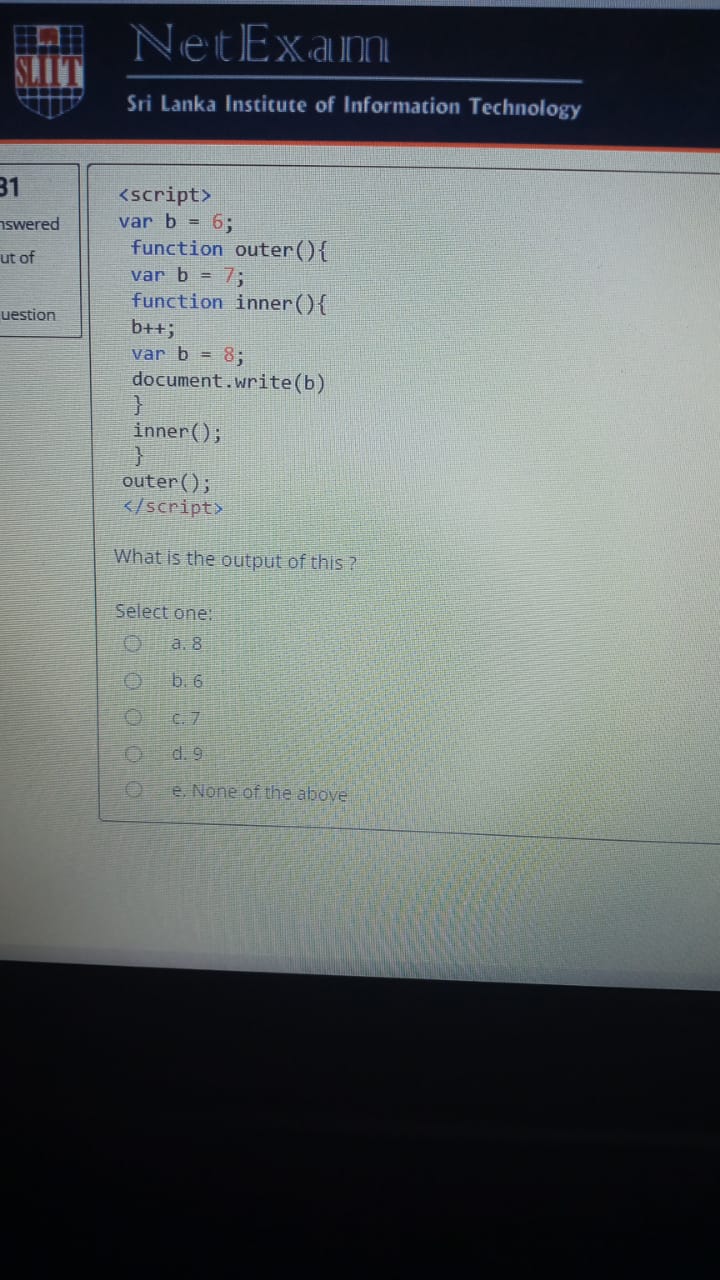 SLIIT
NetExam
Sri Lanka Institute of Information Technology
31
nswered
ut of
uestion
<script>
var b = 6;
function outer(){
var b = 7;
function inner(){
b++;
var b = 8;
document.write(b)
}
inner();
}
outer();
</script>
What is the output of this ?
Select one:
a. 8
b. 6
c. 7
d. 9
e. None of the above